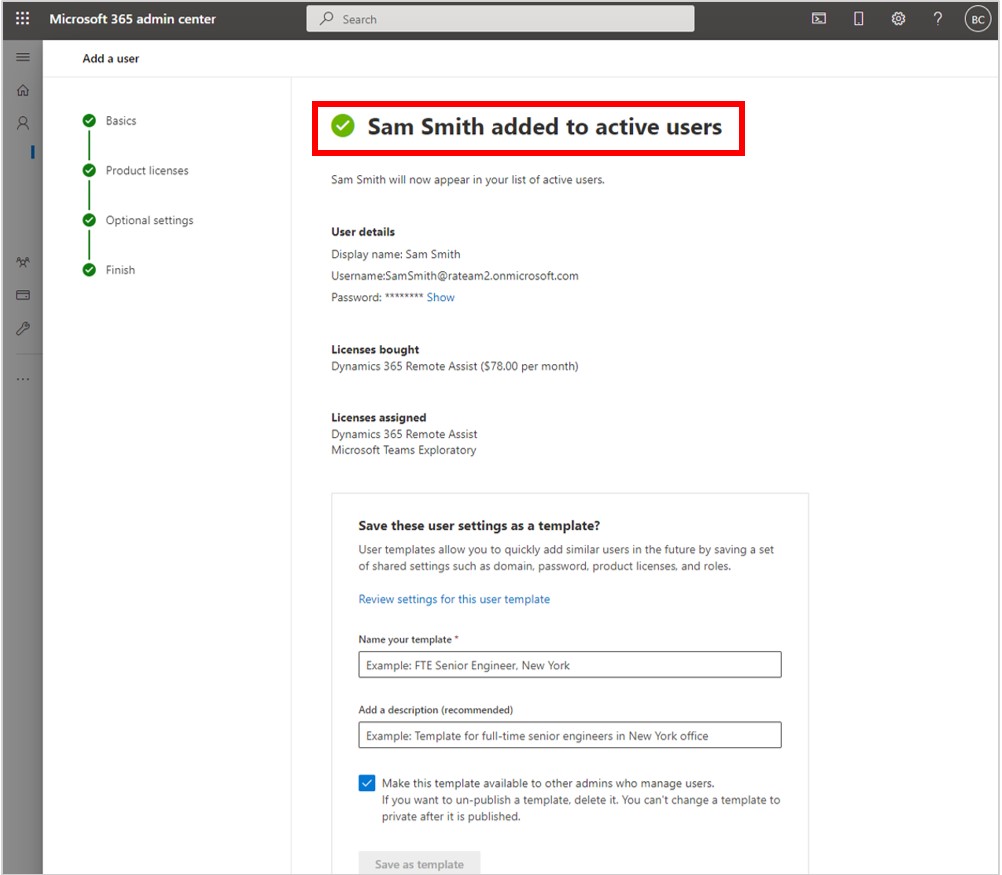 Microsoft 365 admin center
Search
?
BC
Add a user
Basics
Product licenses
Optional settings
Finish
Sam Smith added to active users
Sam Smith will now appear in your list of active users.
User details
Display name: Sam Smith
Username:SamSmith@rateam2.onmicrosoft.com
Password: ******** Show
Licenses bought
Dynamics 365 Remote Assist ($78.00 per month)
Licenses assigned
Dynamics 365 Remote Assist
Microsoft Teams Exploratory
Save these user settings as a template?
User templates allow you to quickly add similar users in the future by saving a set
of shared settings such as domain, password, product licenses, and roles.
Review settings for this user template
Name your template *
Example: FTE Senior Engineer, New York
Add a description (recommended)
Example: Template for full-time senior engineers in New York office
Make this template available to other admins who manage users.
If you want to un-publish a template, delete it. You can't change a template to
private after it is published.
Save as template